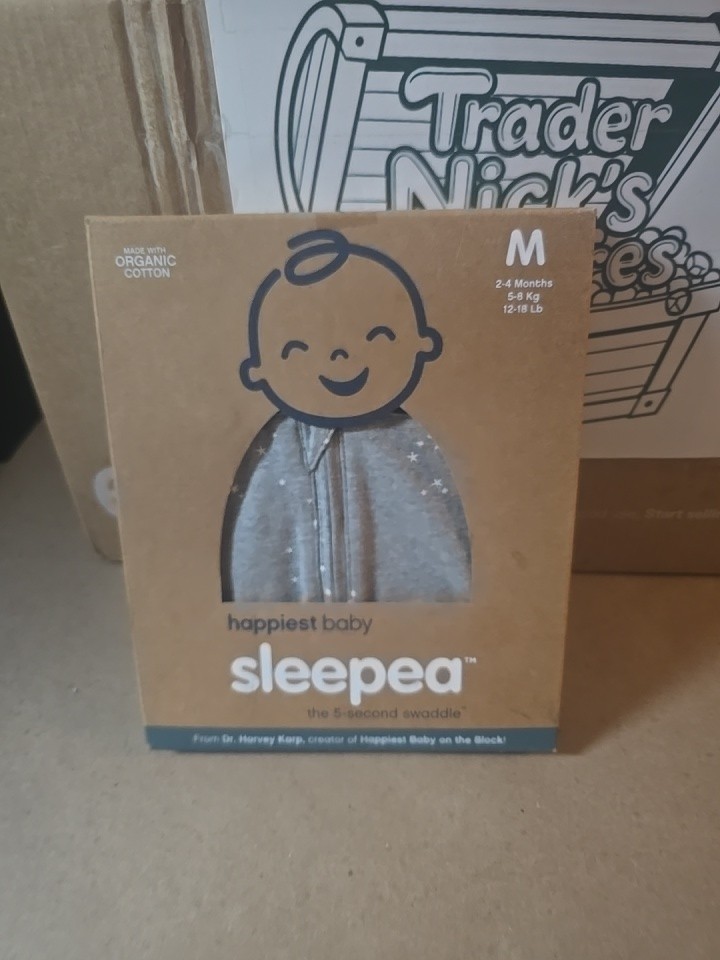 Trader
Nick's
MADE WITH
ORGANIC
COTTON
M
2-4 Months
5-8 Kg
12-18 Lb
happiest baby
sleepea™
the 5-second swaddle™
From Dr. Harvey Karp, creator of Happiest Baby on the Block!
Start